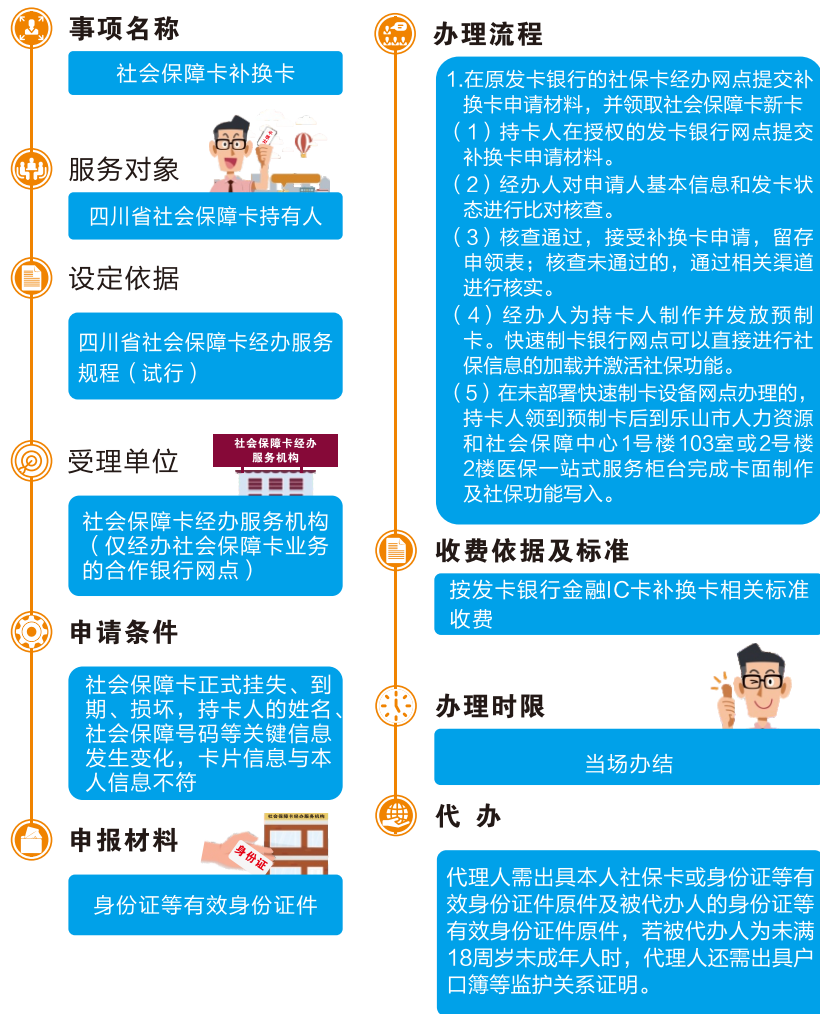 事项名称
社会保障卡补换卡
社保卡
服务对象
四川省社会保障卡持有人
设定依据
四川省社会保障卡经办服务
规程（试行）
受理单位
社会保障卡经办
服务机构
社会保障卡经办服务机构
（仅经办社会保障卡业务
的合作银行网点）
申请条件
社会保障卡正式挂失、到
期、损坏，持卡人的姓名、
社会保障号码等关键信息
发生变化，卡片信息与本
人信息不符
申报材料
社会保障卡经办服务机构
身份证
身份证等有效身份证件
办理流程
1.在原发卡银行的社保卡经办网点提交补
换卡申请材料，并领取社会保障卡新卡
（1）持卡人在授权的发卡银行网点提交
补换卡申请材料。
（2）经办人对申请人基本信息和发卡状
态进行比对核查。
（3）核查通过，接受补换卡申请，留存
申领表；核查未通过的，通过相关渠道
进行核实。
（4）经办人为持卡人制作并发放预制
卡。快速制卡银行网点可以直接进行社
保信息的加载并激活社保功能。
（5）在未部署快速制卡设备网点办理的，
持卡人领到预制卡后到乐山市人力资源
和社会保障中心1号楼103室或2号楼
2楼医保一站式服务柜台完成卡面制作
及社保功能写入。
收费依据及标准
按发卡银行金融IC卡补换卡相关标准
收费
办理时限
当场办结
代 办
代理人需出具本人社保卡或身份证等有
效身份证件原件及被代办人的身份证等
有效身份证件原件，若被代办人为未满
18周岁未成年人时，代理人还需出具户
口簿等监护关系证明。